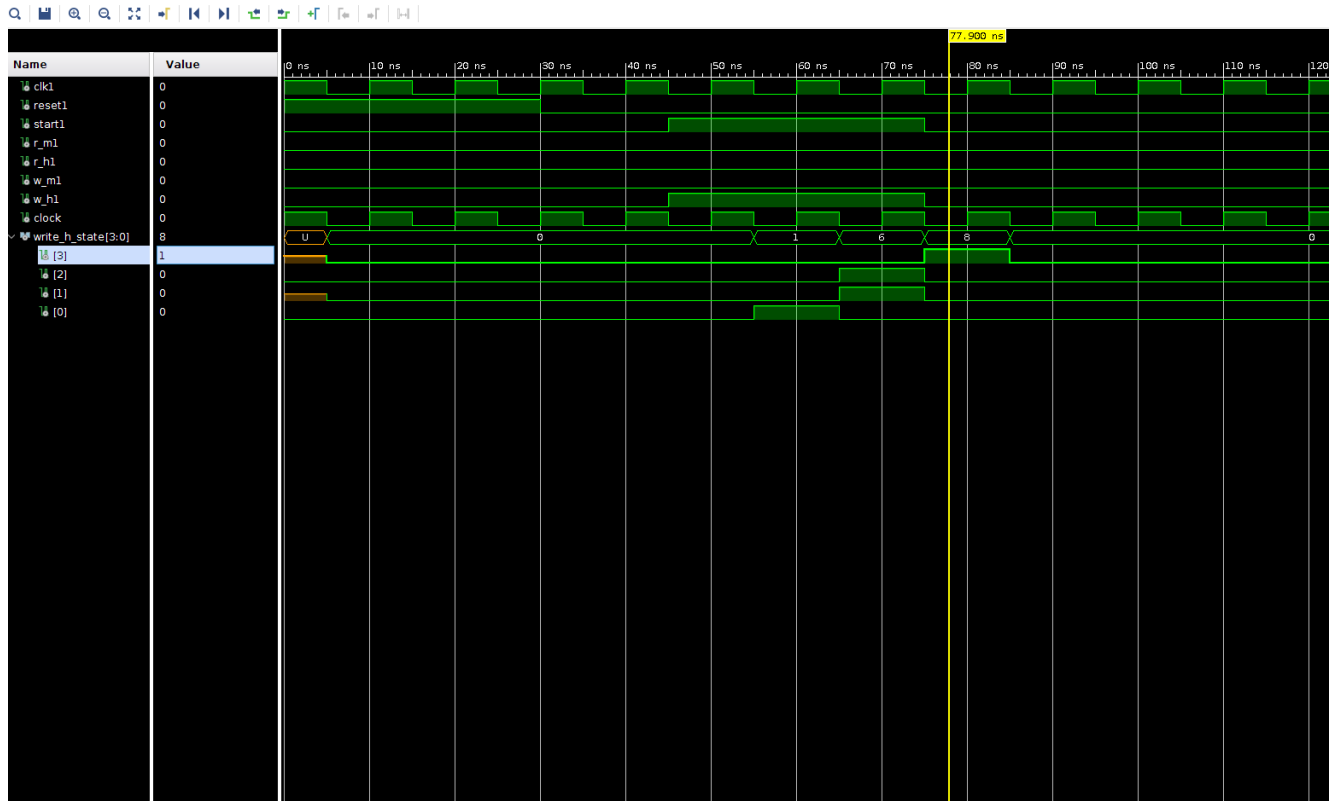 77.900 ns
Name Value
0 ns 10 ns 20 ns 30 ns 40 ns 50 ns 60 ns 70 ns 80 ns 90 ns 100 ns 110 ns 120
clk1 0
reset1 0
start1 0
r_m1 0
r_h1 0
w_m1 0
w_h1 0
clock 0
write_h_state[3:0] 8 U 0 1 6 8 0
[3] 1
[2] 0
[1] 0
[0] 0